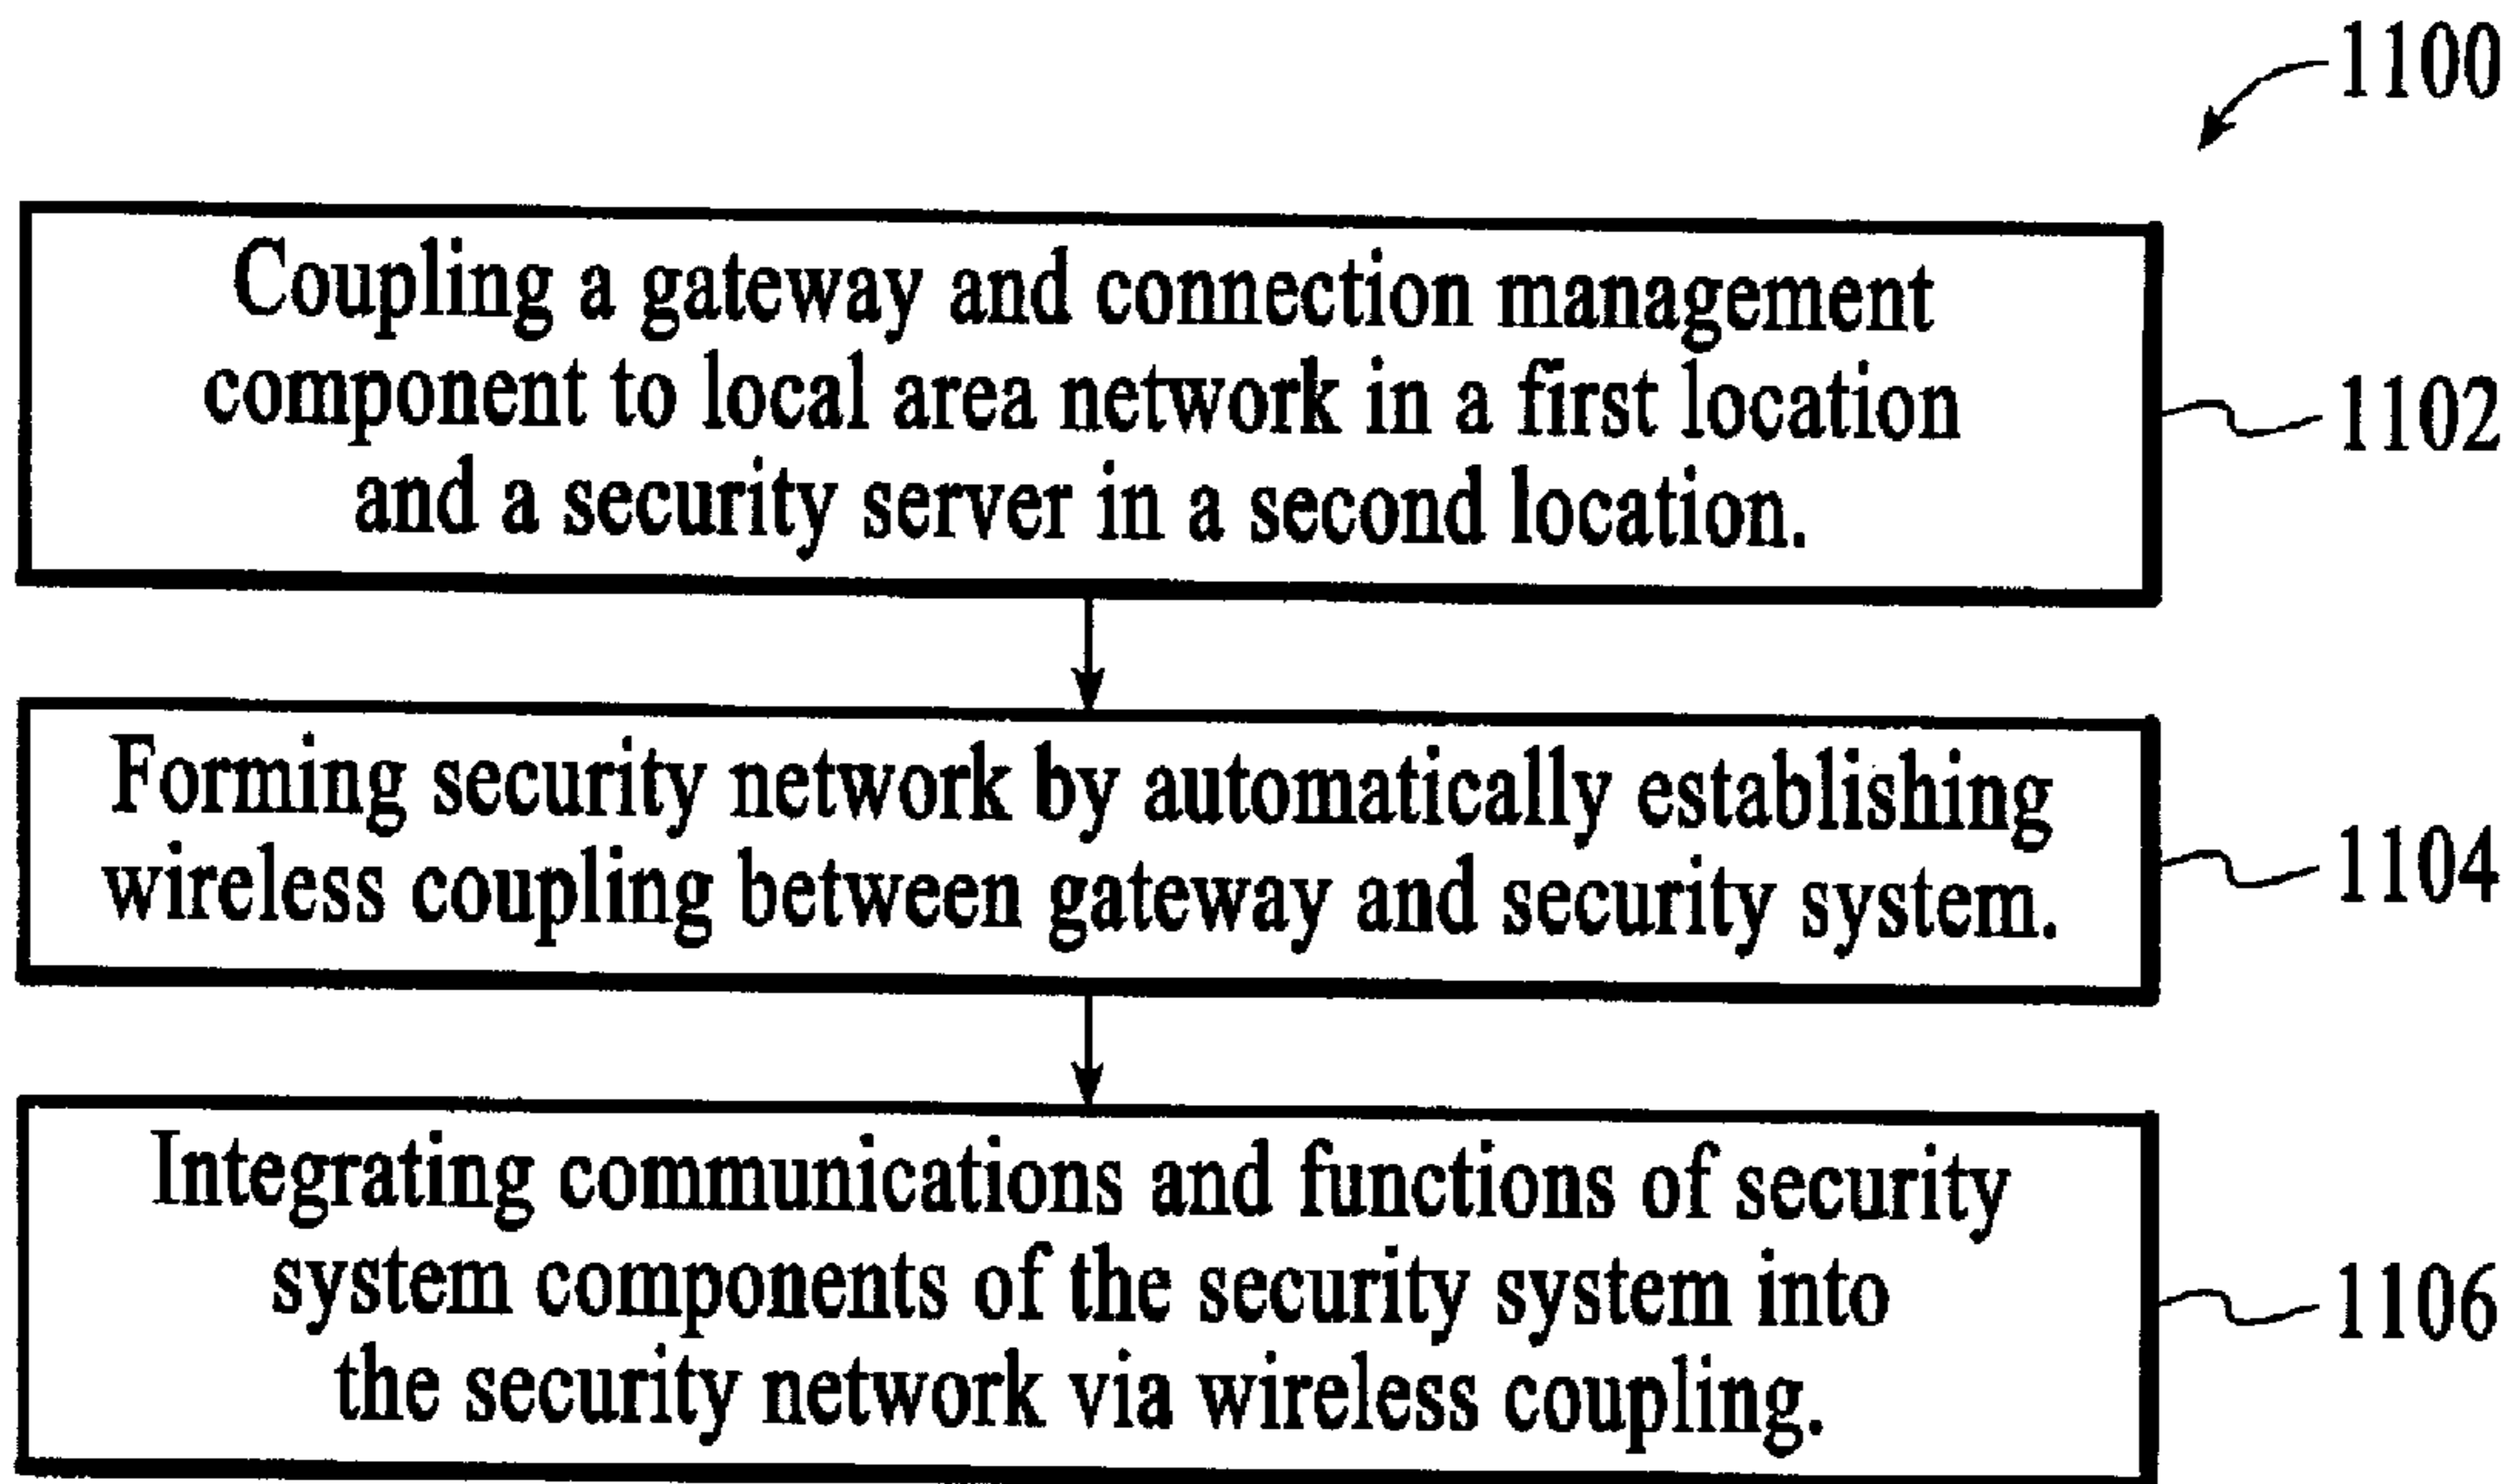 1100
Coupling a gateway and connection management
component to local area network in a first location
and a security server in a second location.
1102
Forming security network by automatically establishing
wireless coupling between gateway and security system.
1104
Integrating communications and functions of security
system components of the security system into
the security network via wireless coupling.
1106